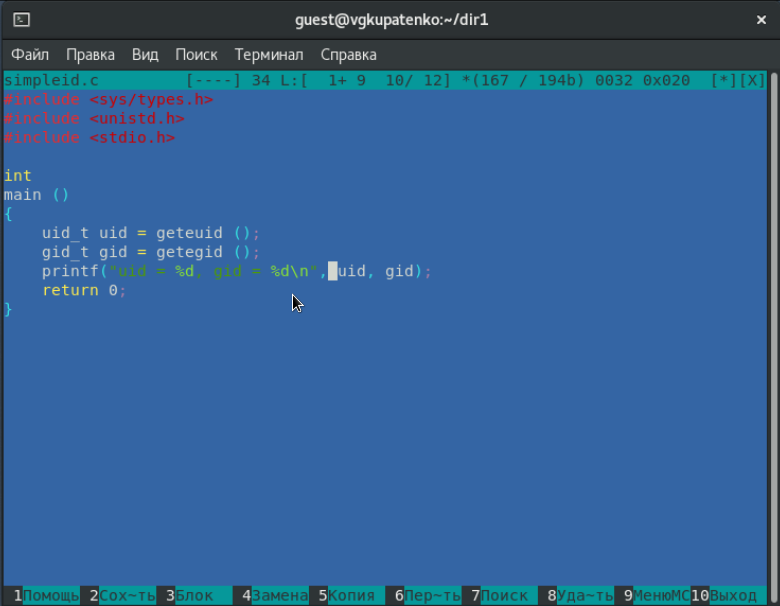 guest@vgkupatenko:~/dir1
Файл Правка Вид Поиск Терминал Справка
simpleid.c [----] 34 L:[ 1+ 9 10/ 12] *(167 / 194b) 0032 0x020 [*][X]
#include <sys/types.h>
#include <unistd.h>
#include <stdio.h>
int
main ()
{
uid_t uid = geteuid ();
gid_t gid = getegid ();
printf("uid = %d, gid = %d\n", uid, gid);
return 0;
}
1Помощь 2Сох~ть 3Блок 4Замена 5Копия 6Пер~ть 7Поиск 8Уда~ть 9МенюMC 10Выход